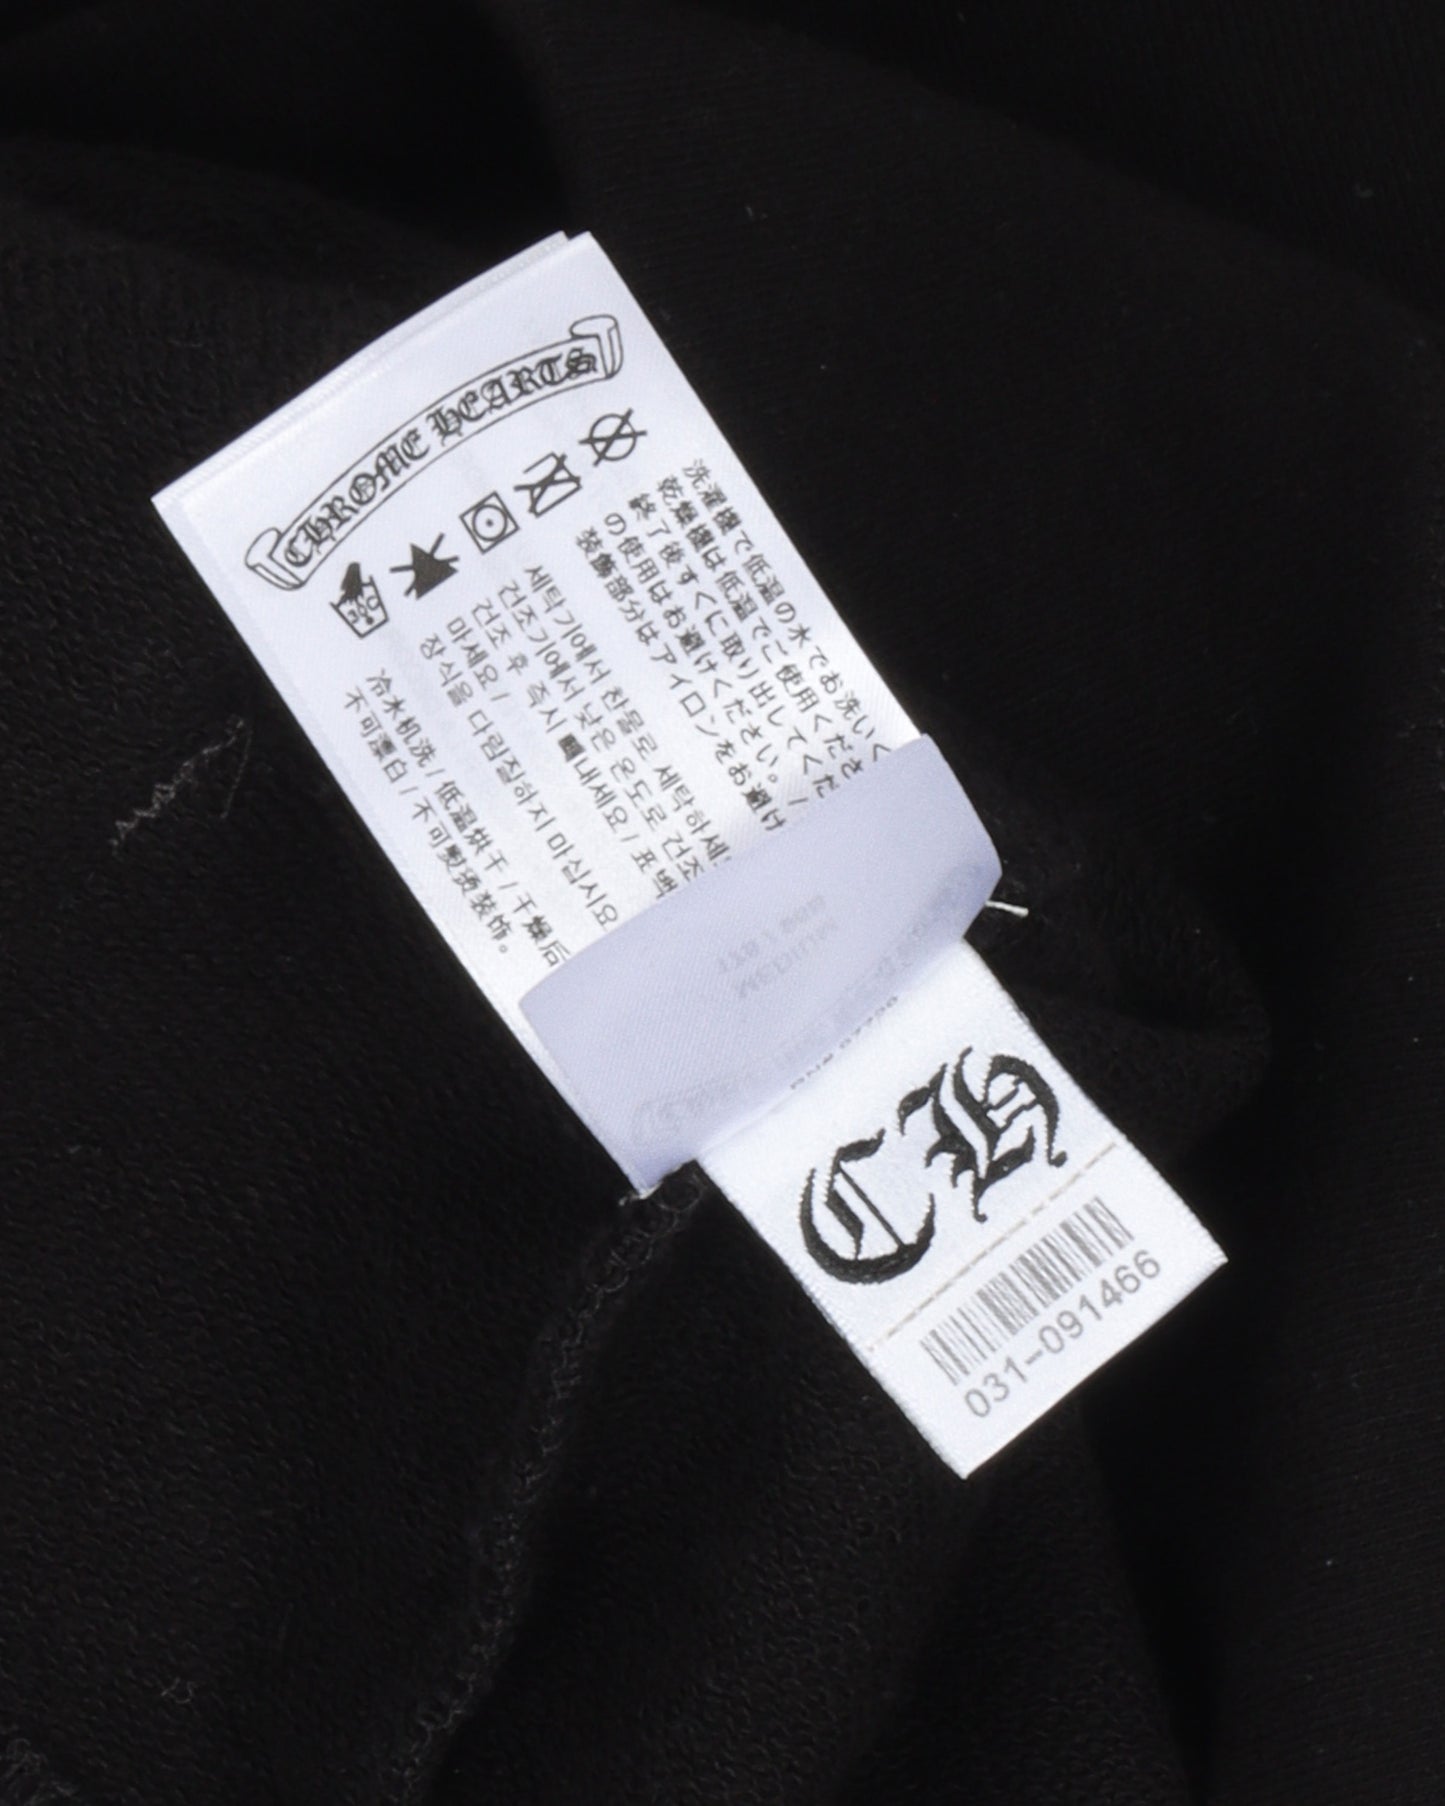 CHROME HEARTS
洗濯機で低温の水でお洗いく
乾燥機は低温でご使用くださ
終了後すぐに取り出してくだ
の使用はお避けください。/
装飾部分はアイロンをお避け
세탁기에서 찬물로 세탁하세
건조기에서 낮은 온도로 건조
건조 후 즉시 꺼내세요 / 표백
마세요 /
장식을 다림질하지 마십시요
冷水机洗 / 低温烘干 / 干燥后
不可漂白 / 不可熨烫装饰。
MEDIUM
CH
031-091466